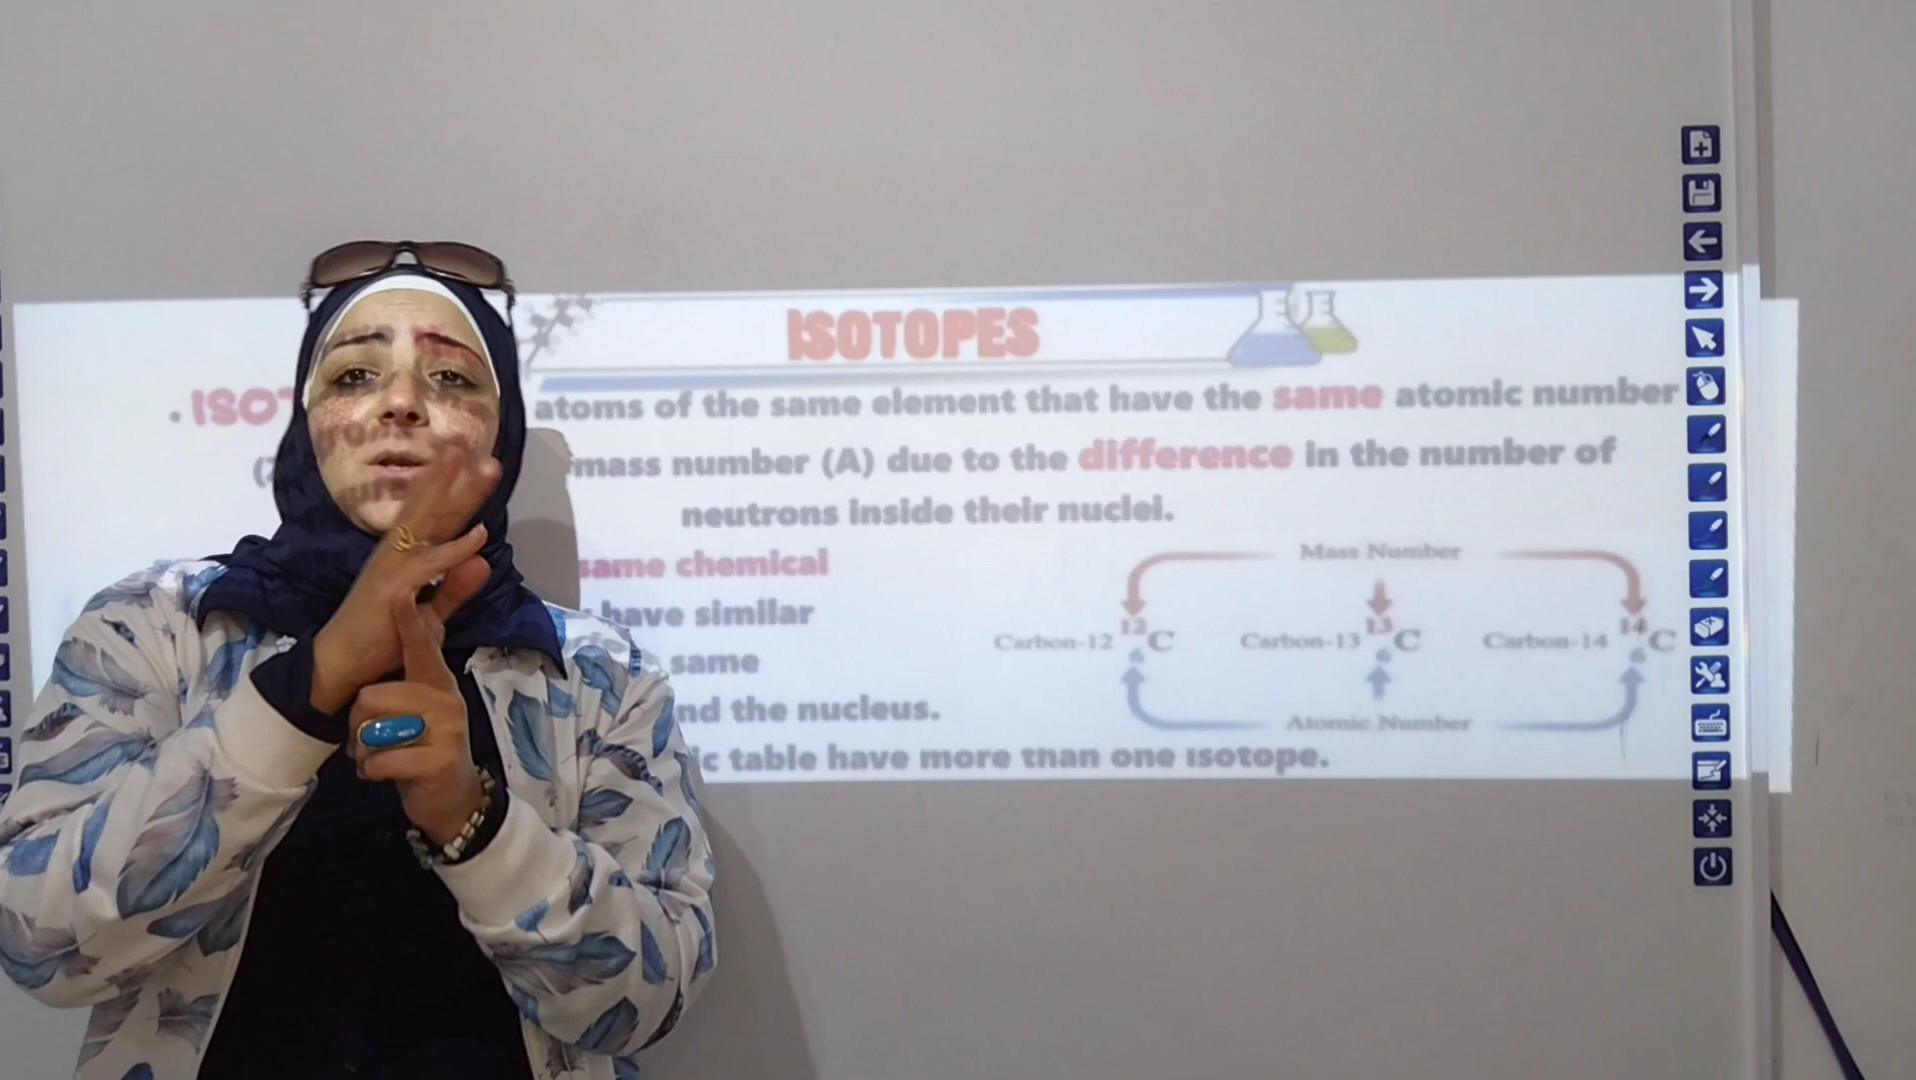 ISOTOPES
. ISOT atoms of the same element that have the same atomic number
mass number (A) due to the difference in the number of
neutrons inside their nuclei.
same chemical
have similar
same
nd the nucleus.
ic table have more than one isotope.
Mass Number
Carbon-12 12 6 C Carbon-13 13 6 C Carbon-14 14 6 C
Atomic Number